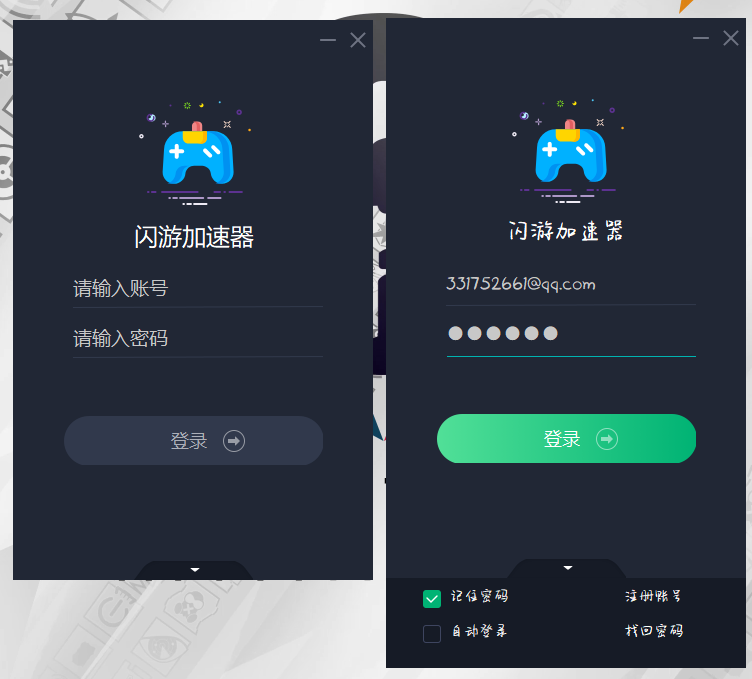 闪游加速器
请输入账号
请输入密码
登录
闪游加速器
331752661@qq.com
●●●●●●
登录
记住密码
注册账号
自动登录
找回密码